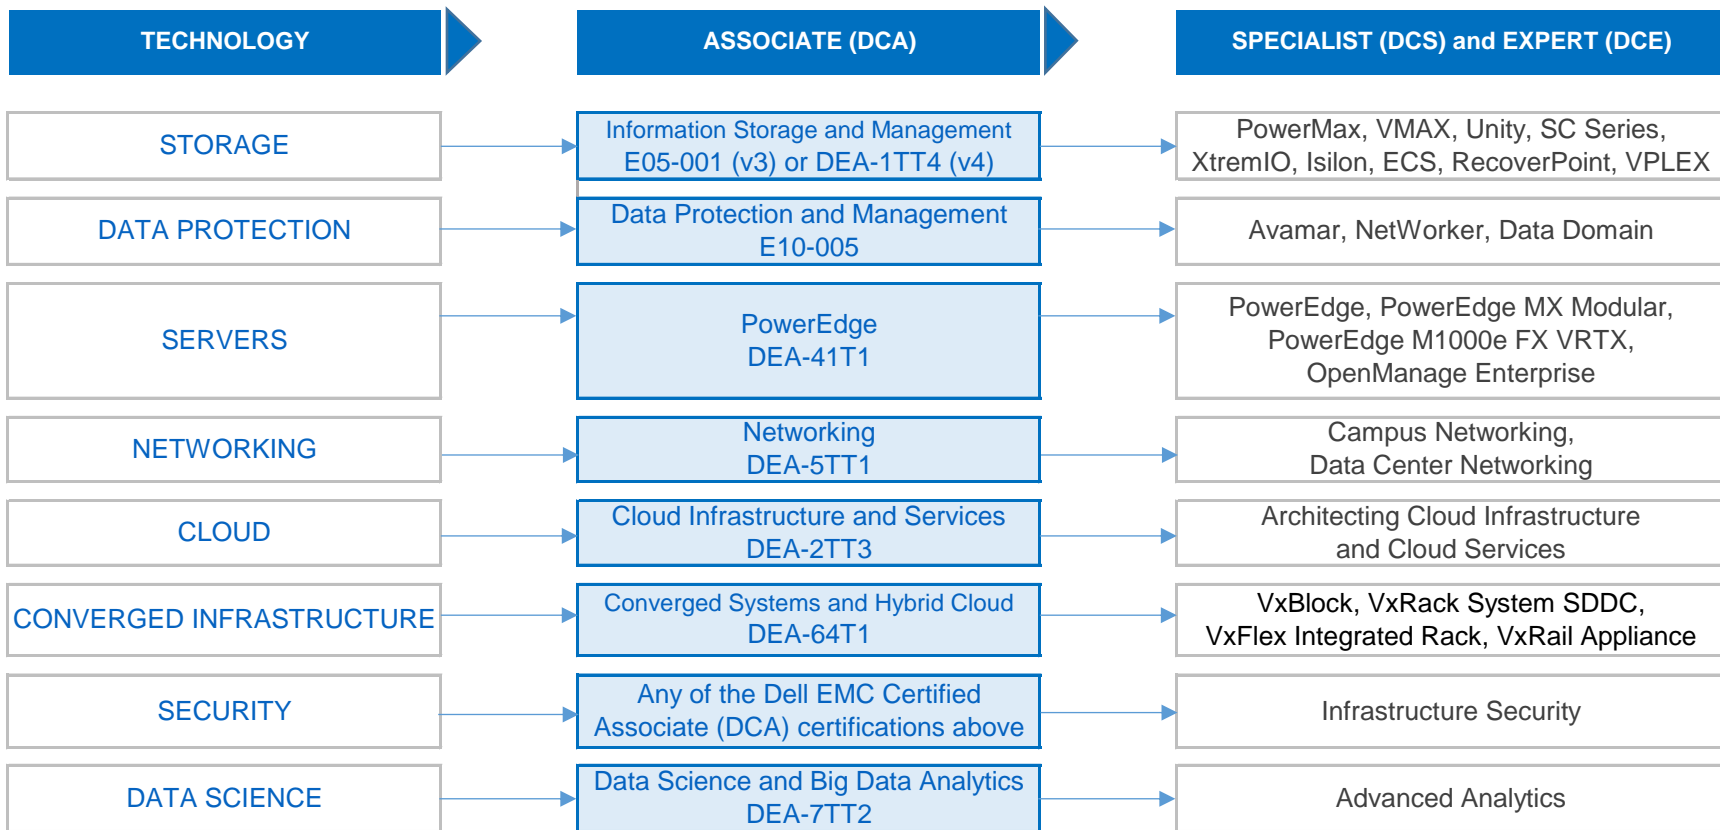 TECHNOLOGY
ASSOCIATE (DCA)
SPECIALIST (DCS) and EXPERT (DCE)
STORAGE
Information Storage and Management
E05-001 (v3) or DEA-1TT4 (v4)
PowerMax, VMAX, Unity, SC Series,
XtremIO, Isilon, ECS, RecoverPoint, VPLEX
DATA PROTECTION
Data Protection and Management
E10-005
Avamar, NetWorker, Data Domain
SERVERS
PowerEdge
DEA-41T1
PowerEdge, PowerEdge MX Modular,
PowerEdge M1000e FX VRTX,
OpenManage Enterprise
NETWORKING
Networking
DEA-5TT1
Campus Networking,
Data Center Networking
CLOUD
Cloud Infrastructure and Services
DEA-2TT3
Architecting Cloud Infrastructure
and Cloud Services
CONVERGED INFRASTRUCTURE
Converged Systems and Hybrid Cloud
DEA-64T1
VxBlock, VxRack System SDDC,
VxFlex Integrated Rack, VxRail Appliance
SECURITY
Any of the Dell EMC Certified
Associate (DCA) certifications above
Infrastructure Security
DATA SCIENCE
Data Science and Big Data Analytics
DEA-7TT2
Advanced Analytics